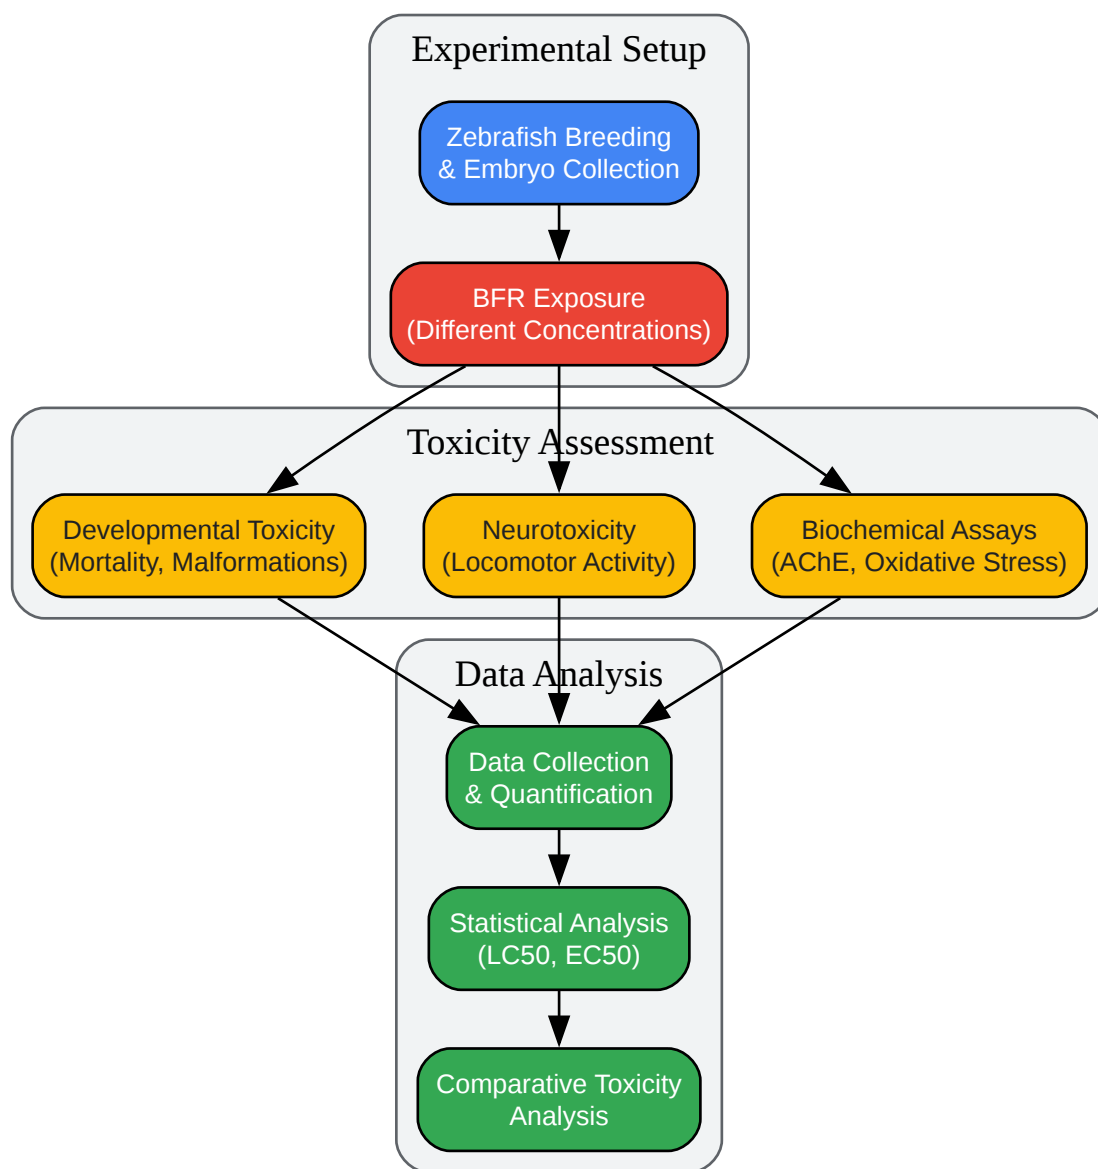 Experimental Setup
Zebrafish Breeding
& Embryo Collection
BFR Exposure
(Different Concentrations)
Toxicity Assessment
Developmental Toxicity
(Mortality, Malformations)
Neurotoxicity
(Locomotor Activity)
Biochemical Assays
(AChE, Oxidative Stress)
Data Analysis
Data Collection
& Quantification
Statistical Analysis
(LC50, EC50)
Comparative Toxicity
Analysis